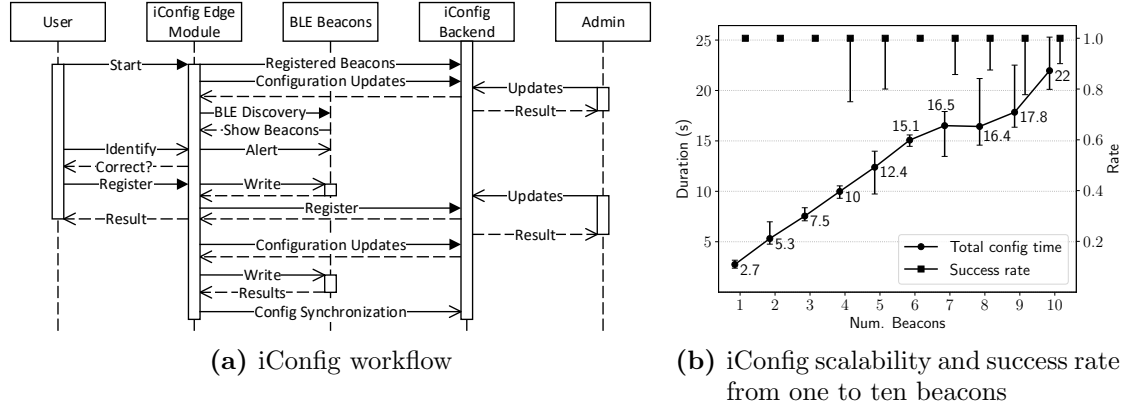 User
iConfig Edge
Module
BLE Beacons
iConfig
Backend
Admin
Start
Registered Beacons
Configuration Updates
Updates
BLE Discovery
Result
Show Beacons
Identify
Alert
Correct?
Register
Write
Updates
Register
Result
Result
Configuration Updates
Write
Results
Config Synchronization
(a) iConfig workflow
25
20
15
10
5
Duration (s)
1.0
0.8
0.6
0.4
0.2
Rate
2.7
5.3
7.5
10
12.4
15.1
16.5
16.4
17.8
22
Total config time
Success rate
1 2 3 4 5 6 7 8 9 10
Num. Beacons
(b) iConfig scalability and success rate
from one to ten beacons